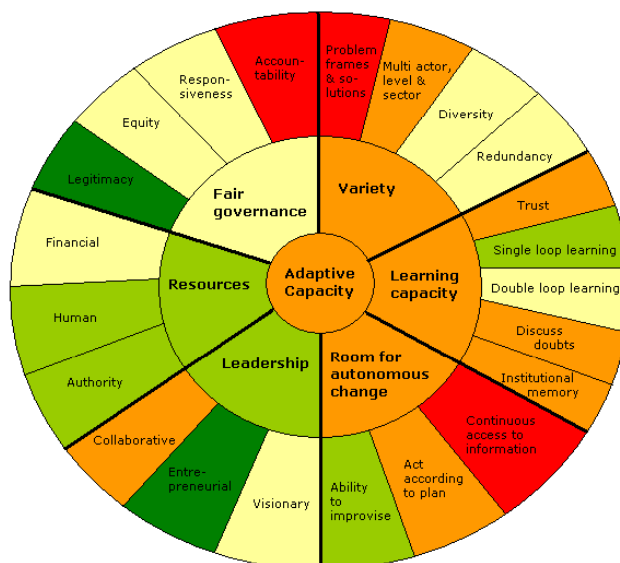 Accoun-
tability
Problem
frames
& so-
lutions
Multi actor,
level &
sector
Diversity
Redundancy
Trust
Single loop learning
Double loop learning
Discuss
doubts
Institutional
memory
Continuous
access to
information
Act
according
to plan
Ability
to
improvise
Visionary
Entre-
preneurial
Collaborative
Authority
Human
Financial
Legitimacy
Equity
Respon-
siveness
Fair
governance
Variety
Learning
capacity
Room for
autonomous
change
Leadership
Resources
Adaptive
Capacity